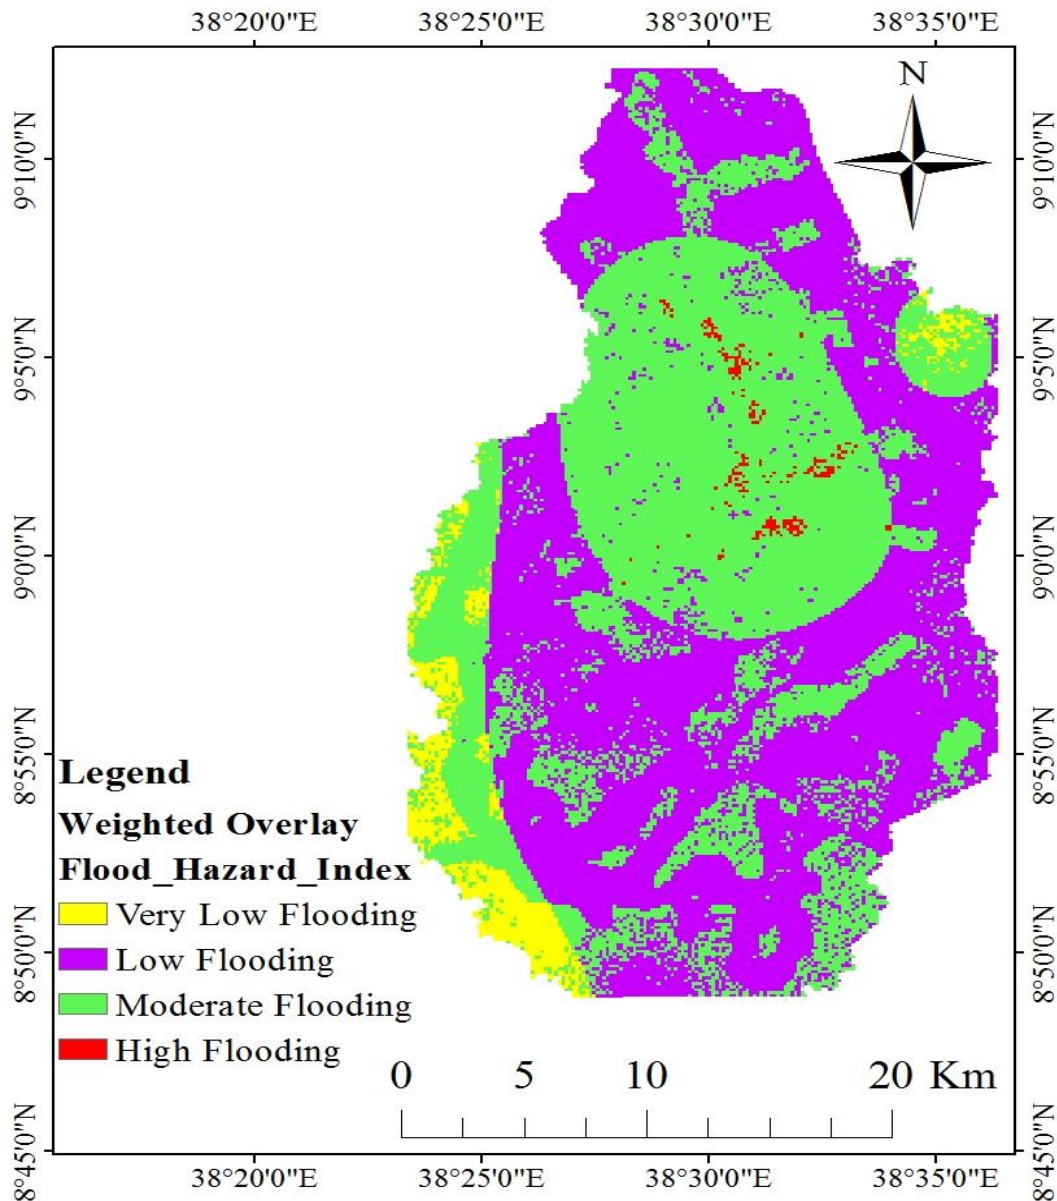 38°20'0"E 38°25'0"E 38°30'0"E 38°35'0"E
N
9°10'0"N 9°10'0"N
9°5'0"N 9°5'0"N
9°0'0"N 9°0'0"N
8°55'0"N 8°55'0"N
Legend
Weighted Overlay
Flood_Hazard_Index
Very Low Flooding
Low Flooding
Moderate Flooding
High Flooding
8°50'0"N 8°50'0"N
0 5 10 20 Km
8°45'0"N 8°45'0"N
38°20'0"E 38°25'0"E 38°30'0"E 38°35'0"E